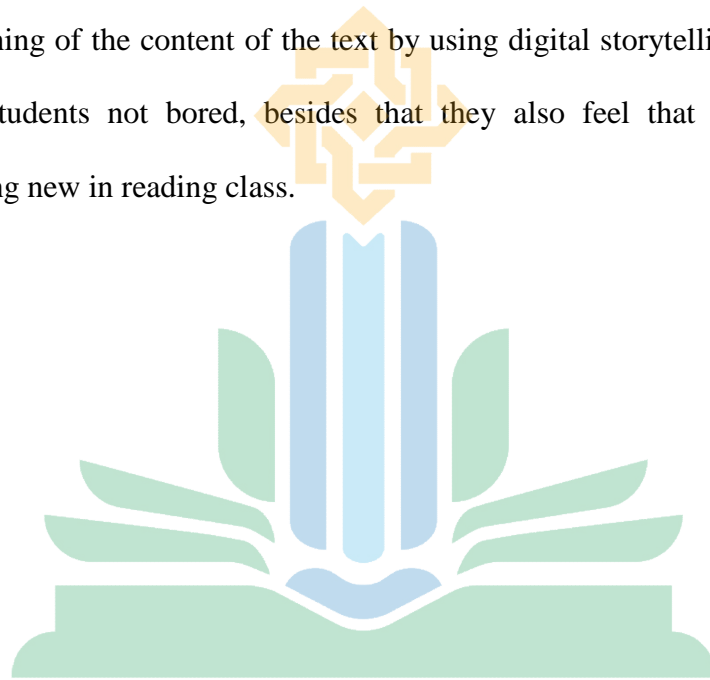 ning of the content of the text by using digital storytelli
tudents not bored, besides that they also feel that
ng new in reading class.